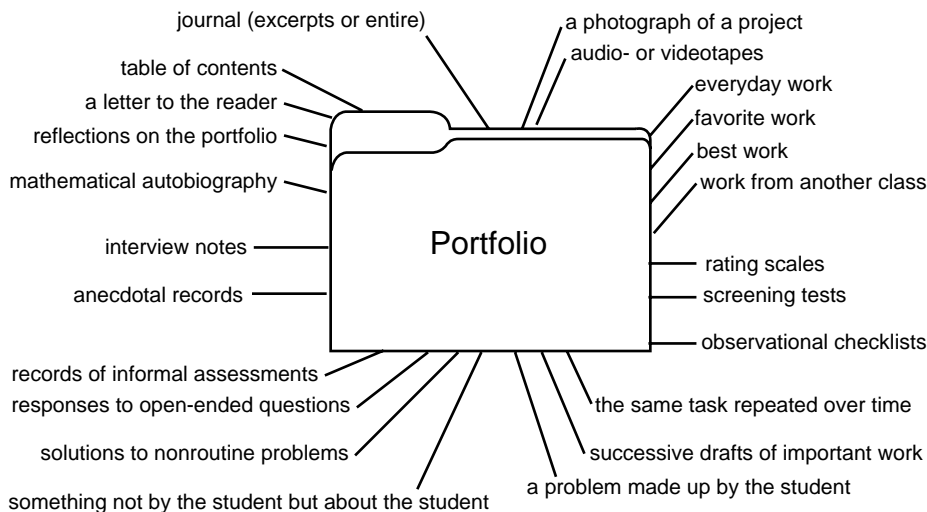 journal (excerpts or entire)
a photograph of a project
audio- or videotapes
table of contents
a letter to the reader
reflections on the portfolio
mathematical autobiography
interview notes
anecdotal records
everyday work
favorite work
best work
work from another class
Portfolio
rating scales
screening tests
observational checklists
records of informal assessments
responses to open-ended questions
solutions to nonroutine problems
something not by the student but about the student
the same task repeated over time
successive drafts of important work
a problem made up by the student